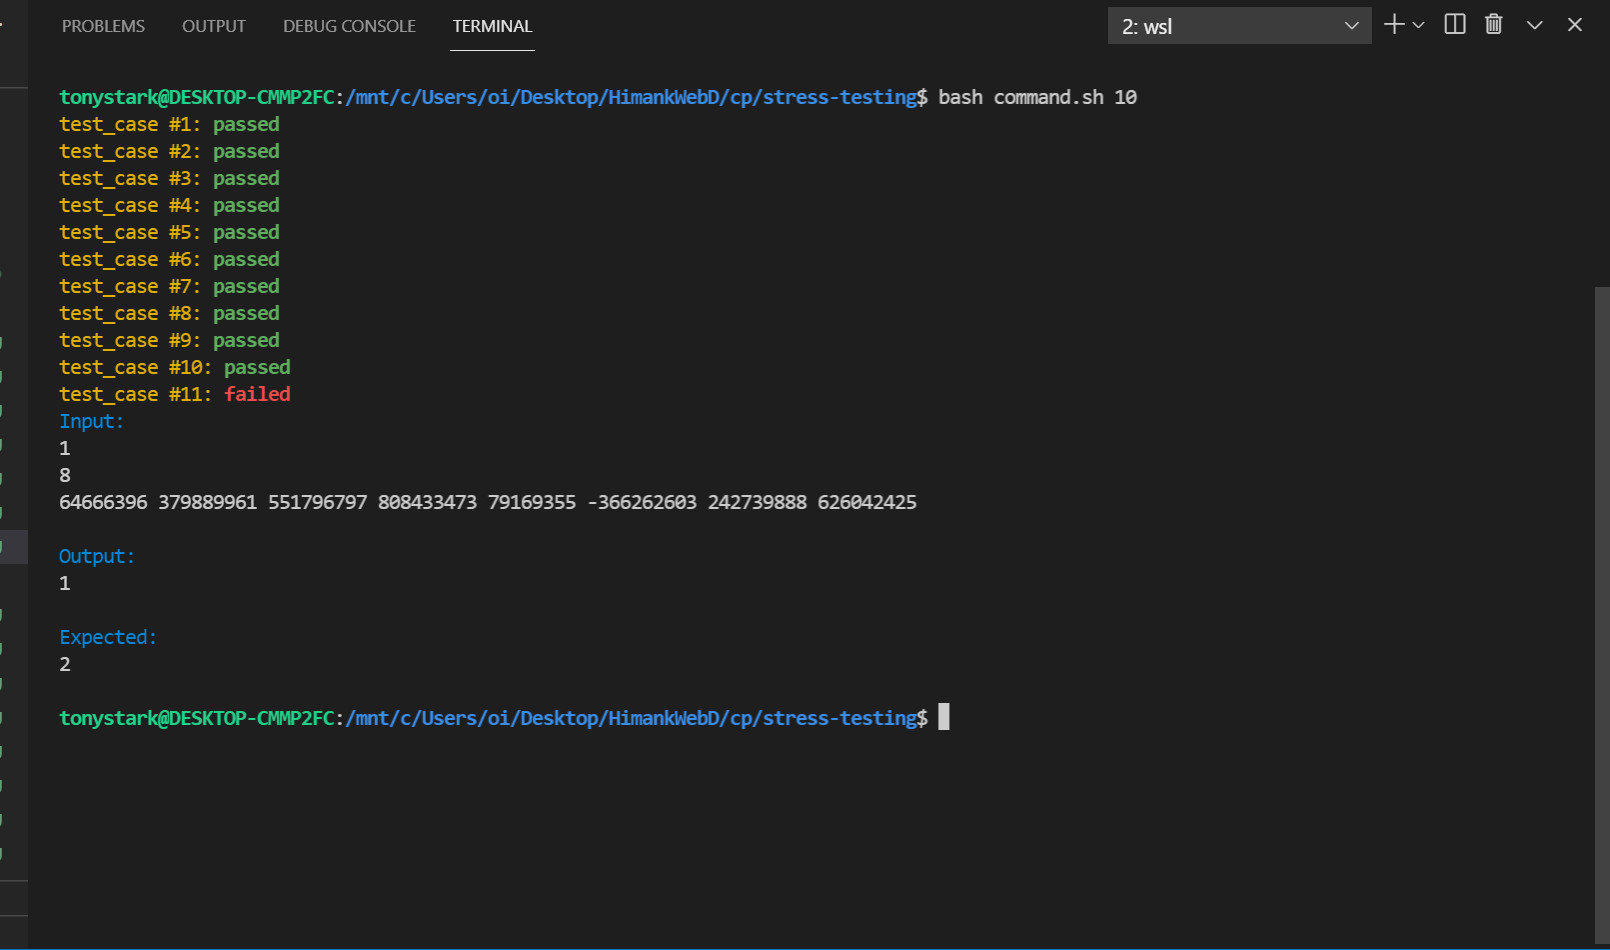 PROBLEMS OUTPUT DEBUG CONSOLE TERMINAL 2: wsl
tonystark@DESKTOP-CMMP2FC:/mnt/c/Users/oi/Desktop/HimankWebD/cp/stress-testing$ bash command.sh 10
test_case #1: passed
test_case #2: passed
test_case #3: passed
test_case #4: passed
test_case #5: passed
test_case #6: passed
test_case #7: passed
test_case #8: passed
test_case #9: passed
test_case #10: passed
test_case #11: failed
Input:
1
8
64666396 379889961 551796797 808433473 79169355 -366262603 242739888 626042425
Output:
1
Expected:
2
tonystark@DESKTOP-CMMP2FC:/mnt/c/Users/oi/Desktop/HimankWebD/cp/stress-testing$